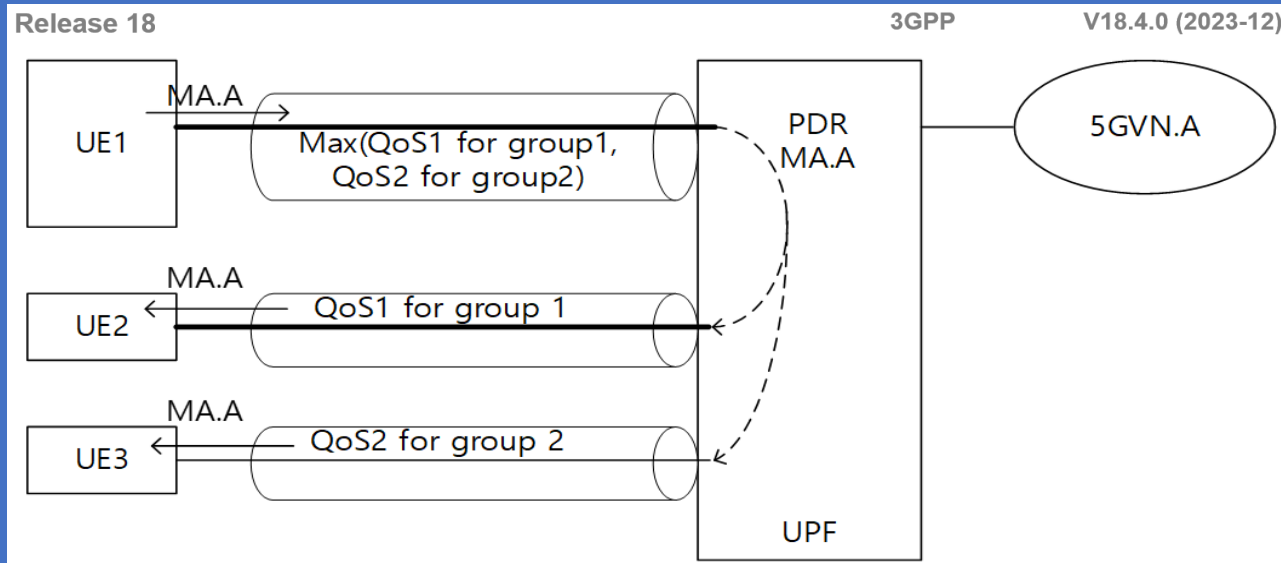 Release 18
3GPP
V18.4.0 (2023-12)
MA.A
UE1
Max(QoS1 for group1,
QoS2 for group2)
PDR
MA.A
5GVN.A
MA.A
UE2
QoS1 for group 1
MA.A
UE3
QoS2 for group 2
UPF